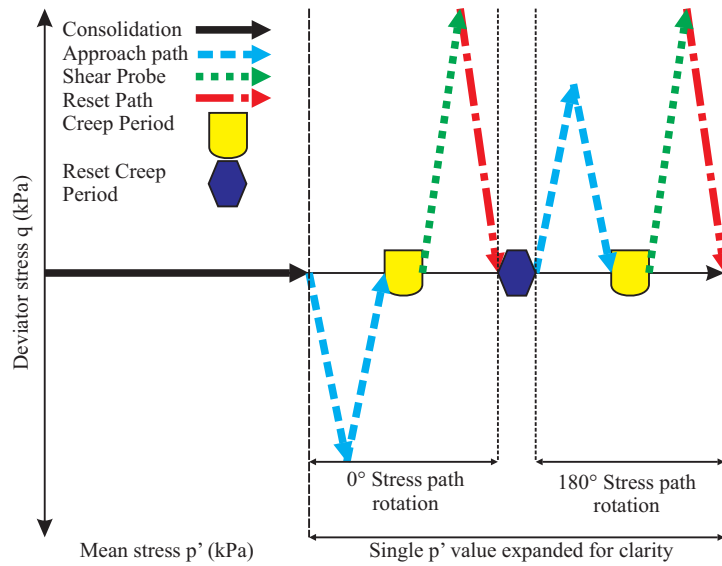 Consolidation
Approach path
Shear Probe
Reset Path
Creep Period
Reset Creep
Period
Deviator stress q (kPa)
0° Stress path
rotation
180° Stress path
rotation
Mean stress p' (kPa)
Single p' value expanded for clarity